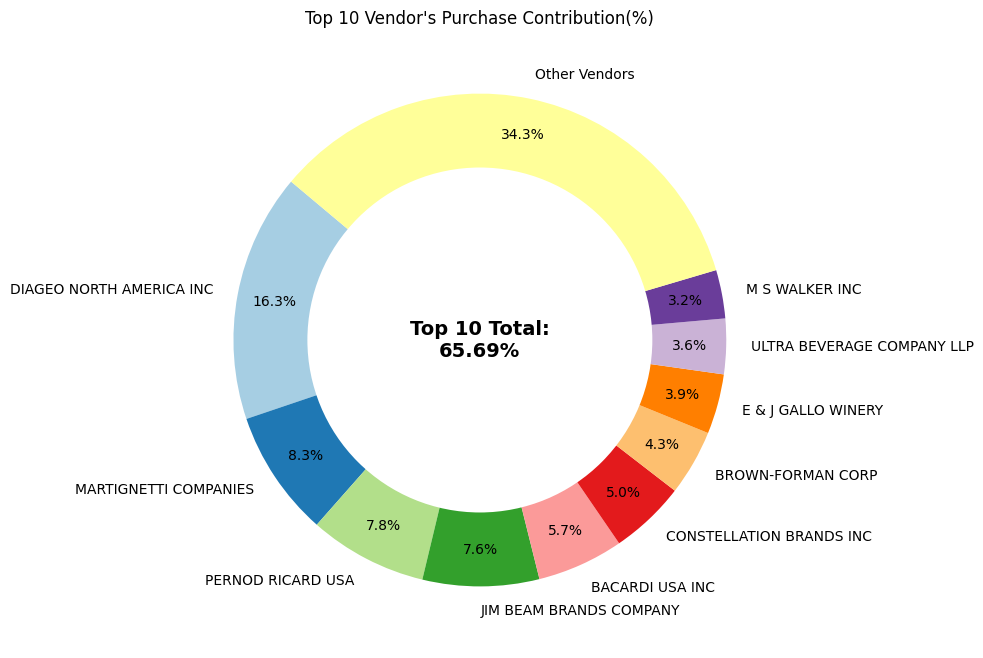 Top 10 Vendor's Purchase Contribution(%)
Other Vendors
34.3%
DIAGEO NORTH AMERICA INC
16.3%
M S WALKER INC
3.2%
Top 10 Total:
65.69%
3.6%
ULTRA BEVERAGE COMPANY LLP
3.9%
E & J GALLO WINERY
4.3%
BROWN-FORMAN CORP
8.3%
MARTIGNETTI COMPANIES
5.0%
CONSTELLATION BRANDS INC
7.8%
PERNOD RICARD USA
7.6%
JIM BEAM BRANDS COMPANY
5.7%
BACARDI USA INC